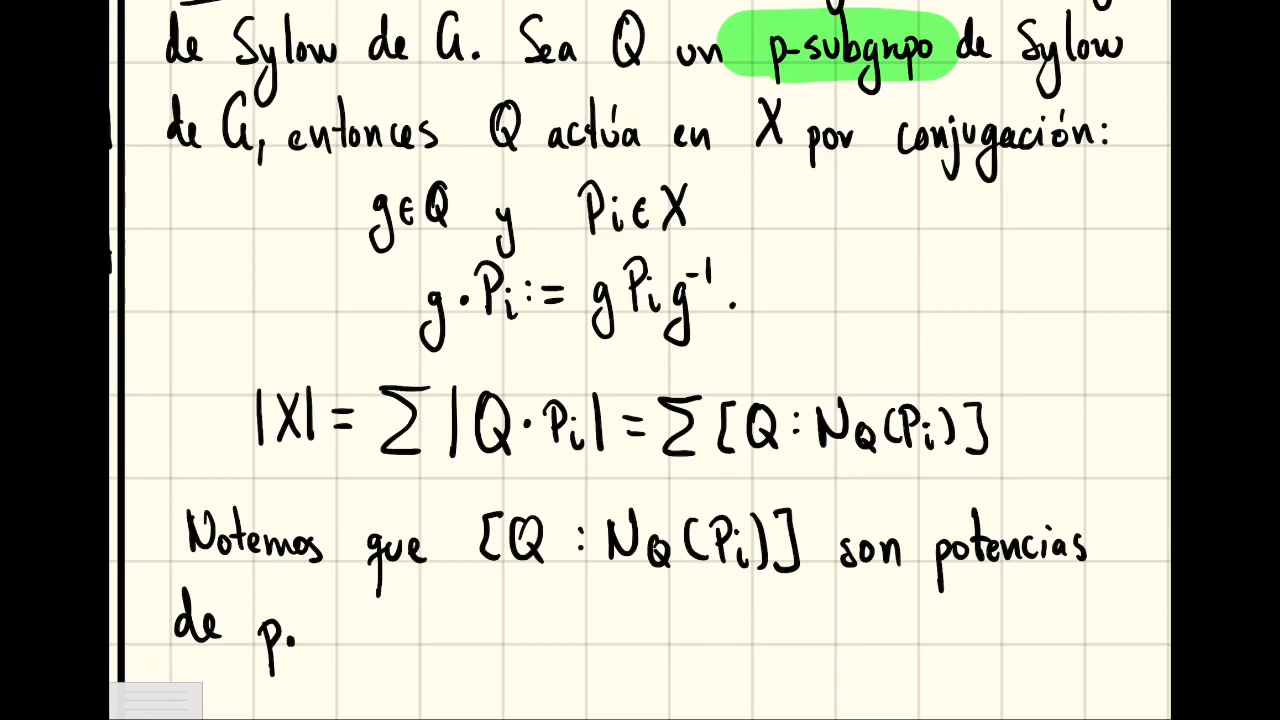 de Sylow de G. Sea Q un p-subgrupo de Sylow
de G, entonces Q actúa en X por conjugación:
g∈Q y Pi∈X
g·Pi := gPig⁻¹.
|X| = ∑|Q·Pi| = ∑[Q : NQ(Pi)]
Notemos que [Q : NQ(Pi)] son potencias
de p.